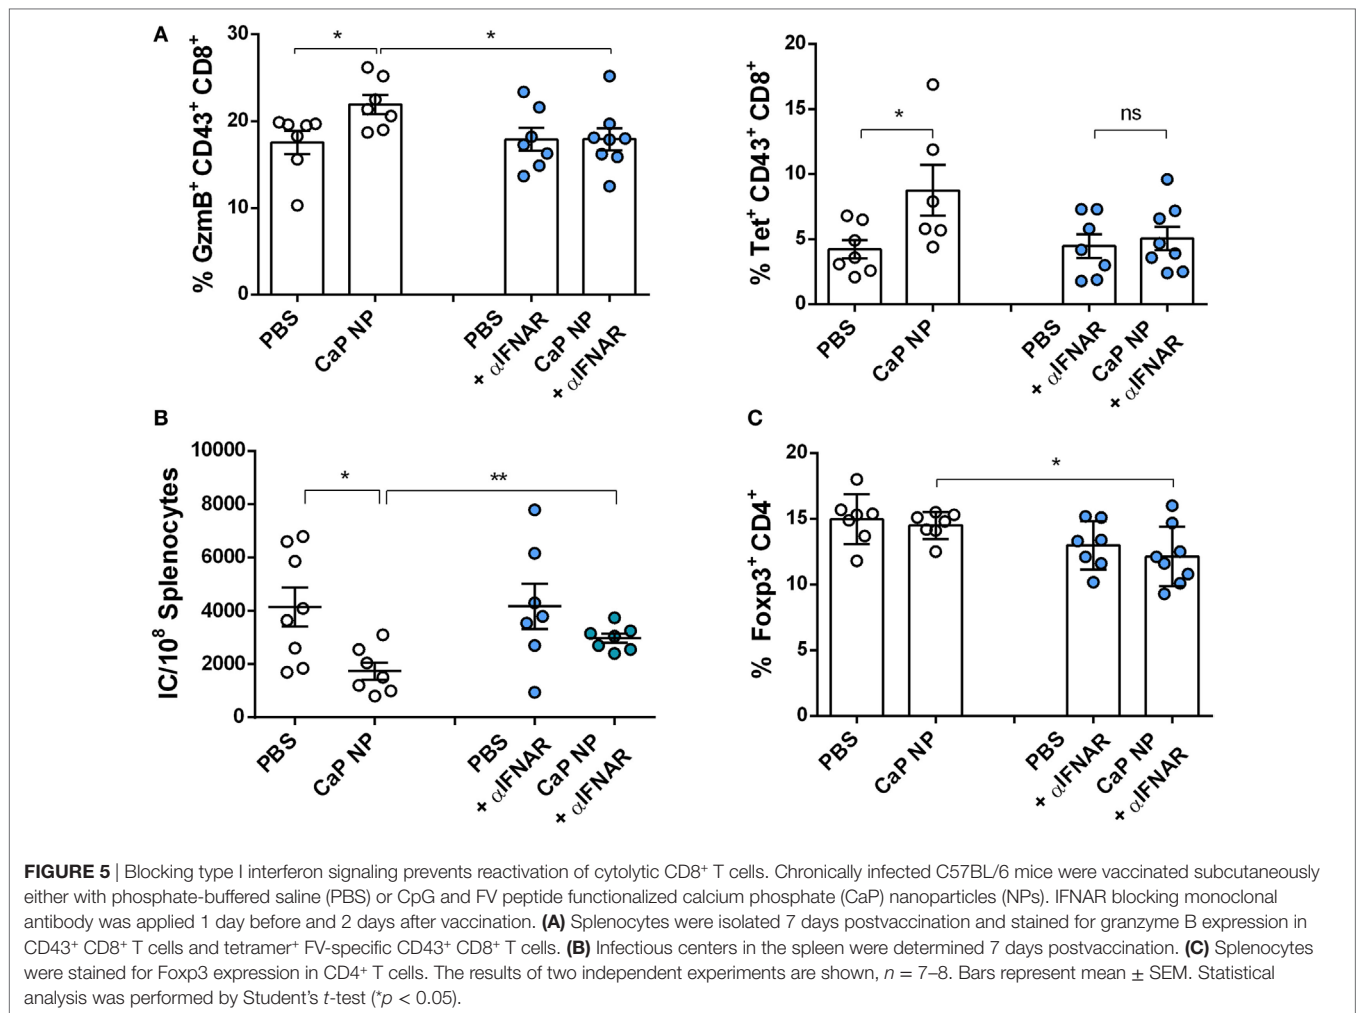 A
% GzmB⁺ CD43⁺ CD8⁺
30
20
10
0
*
*
PBS
CaP NP
PBS
+ αIFNAR
CaP NP
+ αIFNAR
% Tet⁺ CD43⁺ CD8⁺
20
15
10
5
0
*
ns
PBS
CaP NP
PBS
+ αIFNAR
CaP NP
+ αIFNAR
B
IC/10⁸ Splenocytes
10000
8000
6000
4000
2000
0
*
**
PBS
CaP NP
PBS
+ αIFNAR
CaP NP
+ αIFNAR
C
% Foxp3⁺ CD4⁺
20
15
10
5
0
*
PBS
CaP NP
PBS
+ αIFNAR
CaP NP
+ αIFNAR
FIGURE 5 | Blocking type I interferon signaling prevents reactivation of cytolytic CD8⁺ T cells. Chronically infected C57BL/6 mice were vaccinated subcutaneously
either with phosphate-buffered saline (PBS) or CpG and FV peptide functionalized calcium phosphate (CaP) nanoparticles (NPs). IFNAR blocking monoclonal
antibody was applied 1 day before and 2 days after vaccination. (A) Splenocytes were isolated 7 days postvaccination and stained for granzyme B expression in
CD43⁺ CD8⁺ T cells and tetramer⁺ FV-specific CD43⁺ CD8⁺ T cells. (B) Infectious centers in the spleen were determined 7 days postvaccination. (C) Splenocytes
were stained for Foxp3 expression in CD4⁺ T cells. The results of two independent experiments are shown, n = 7–8. Bars represent mean ± SEM. Statistical
analysis was performed by Student's t-test (*p < 0.05).